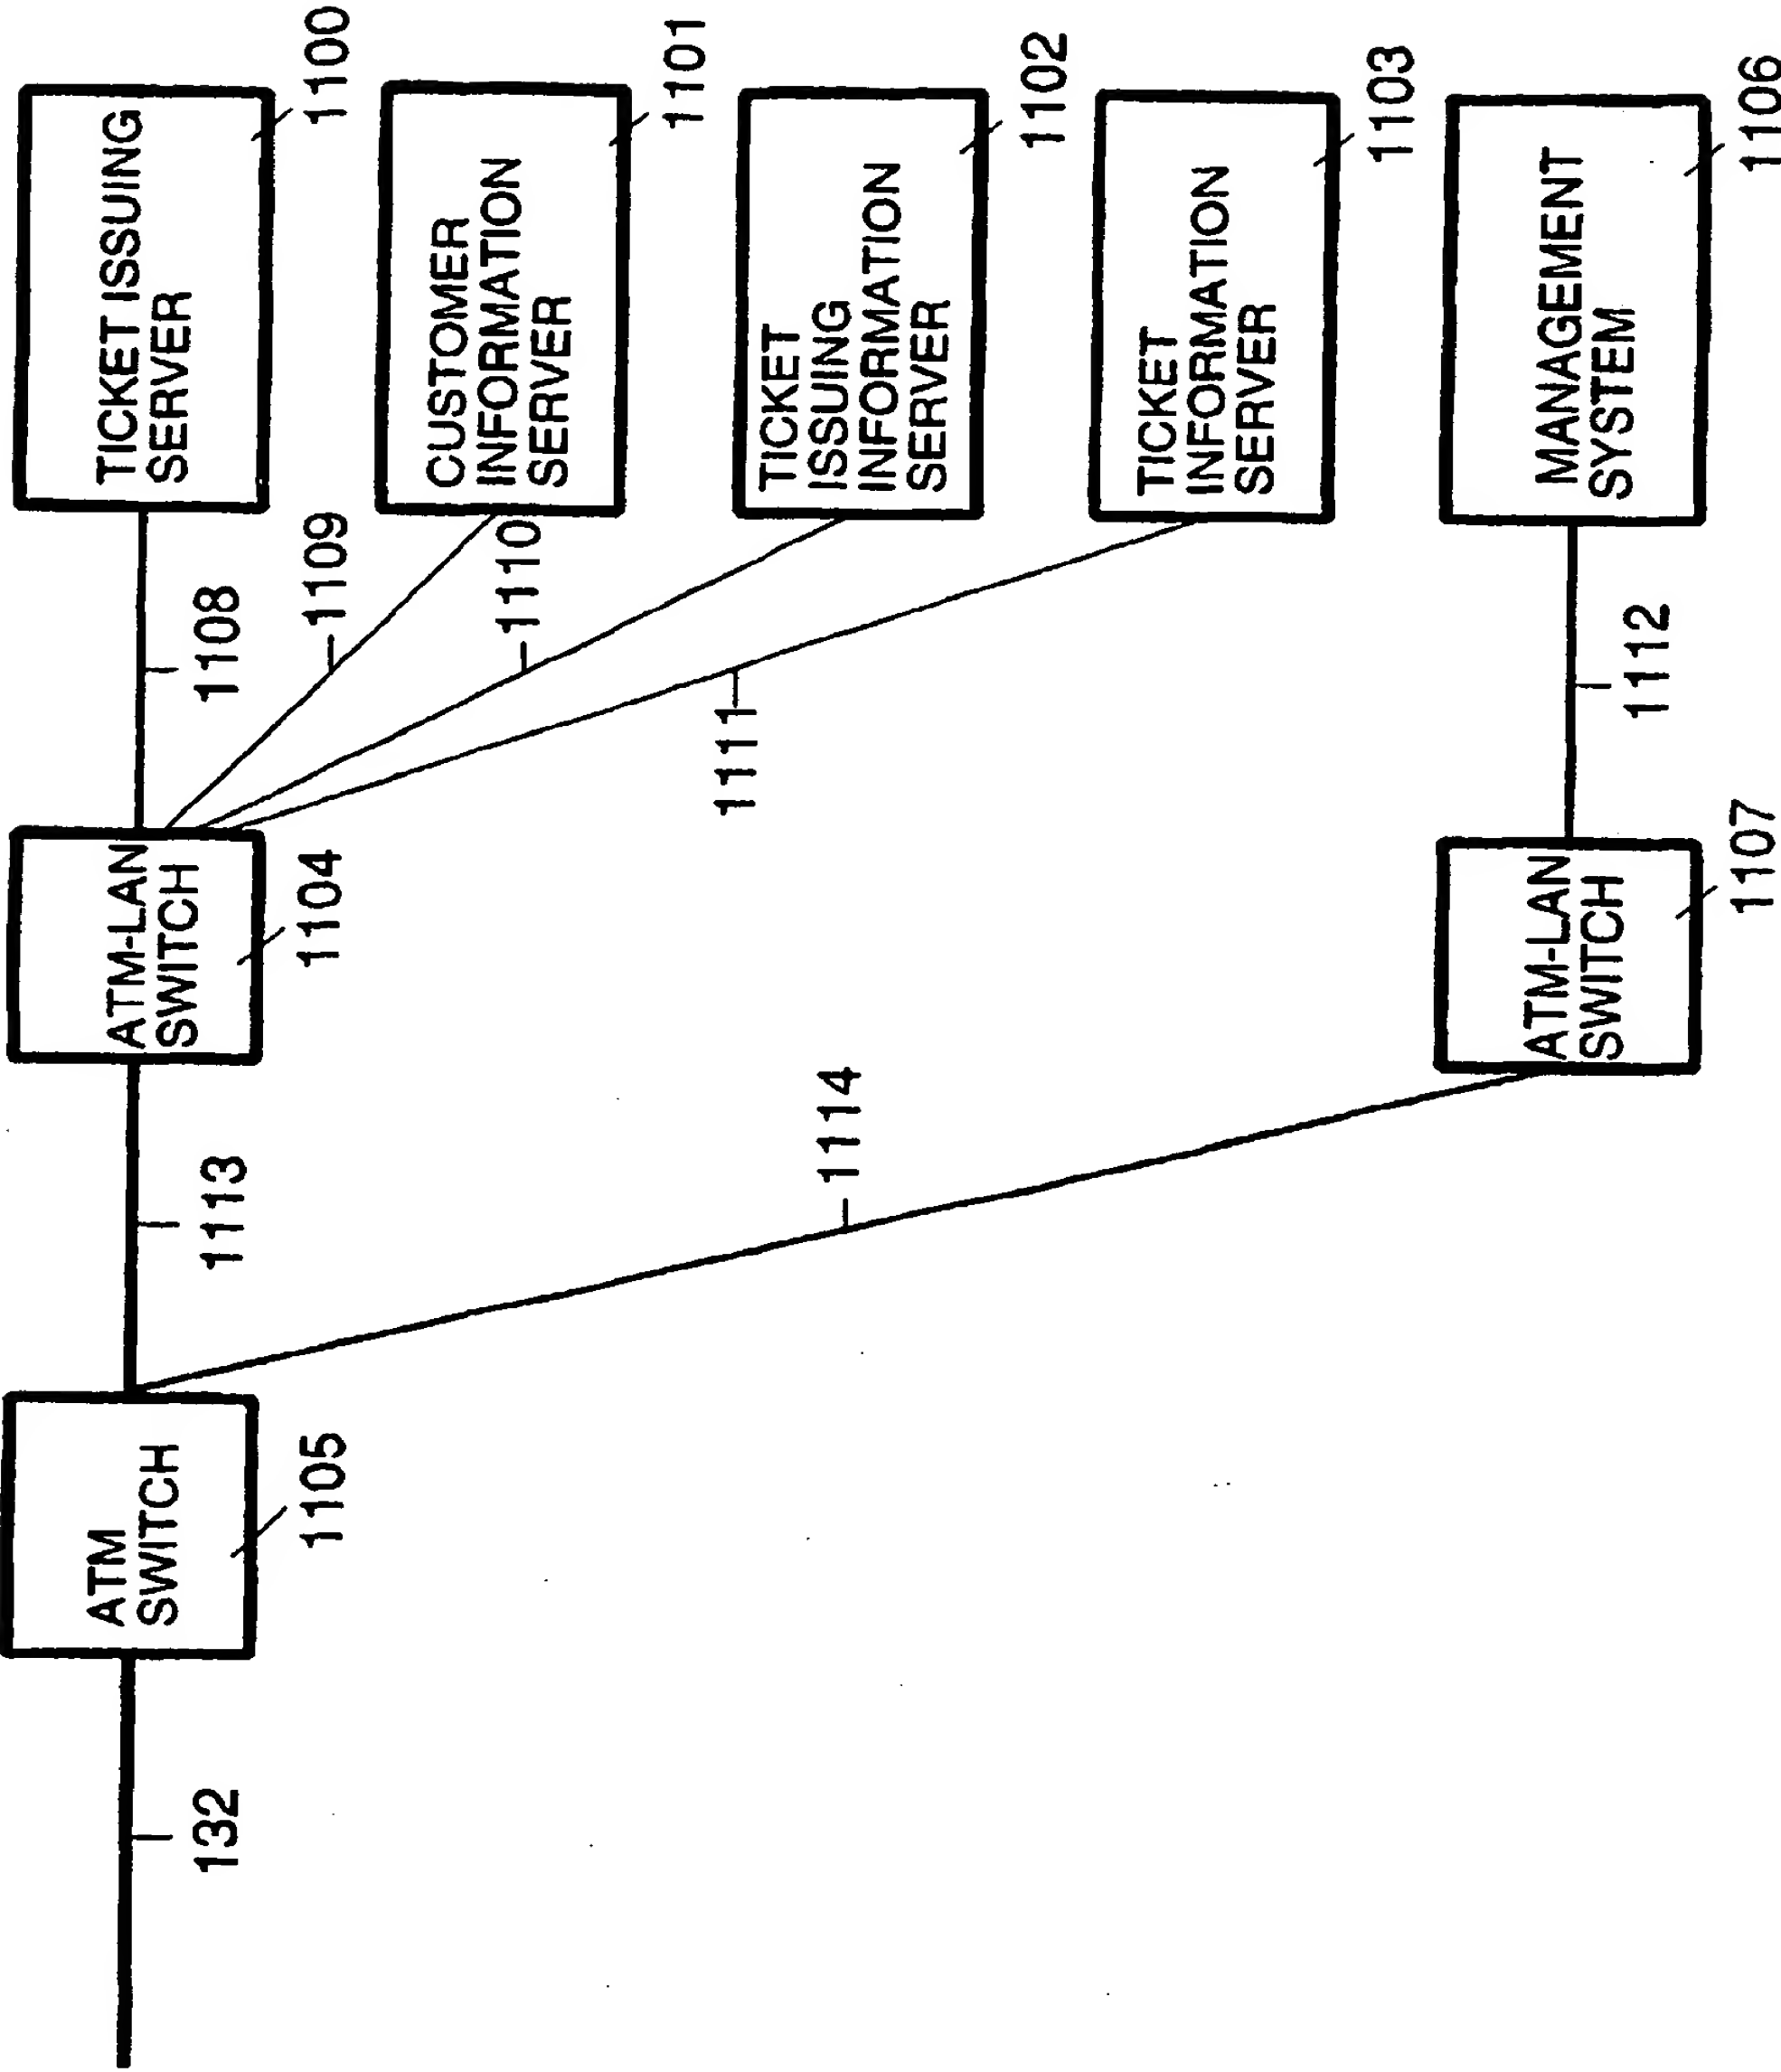 TICKET ISSUING
SERVER
1100
CUSTOMER
INFORMATION
SERVER
1101
TICKET
ISSUING
INFORMATION
SERVER
1102
TICKET
INFORMATION
SERVER
1103
MANAGEMENT
SYSTEM
1106
1108
1109
1110
1111
1112
ATM-LAN
SWITCH
1104
ATM-LAN
SWITCH
1107
1113
1114
ATM
SWITCH
1105
132